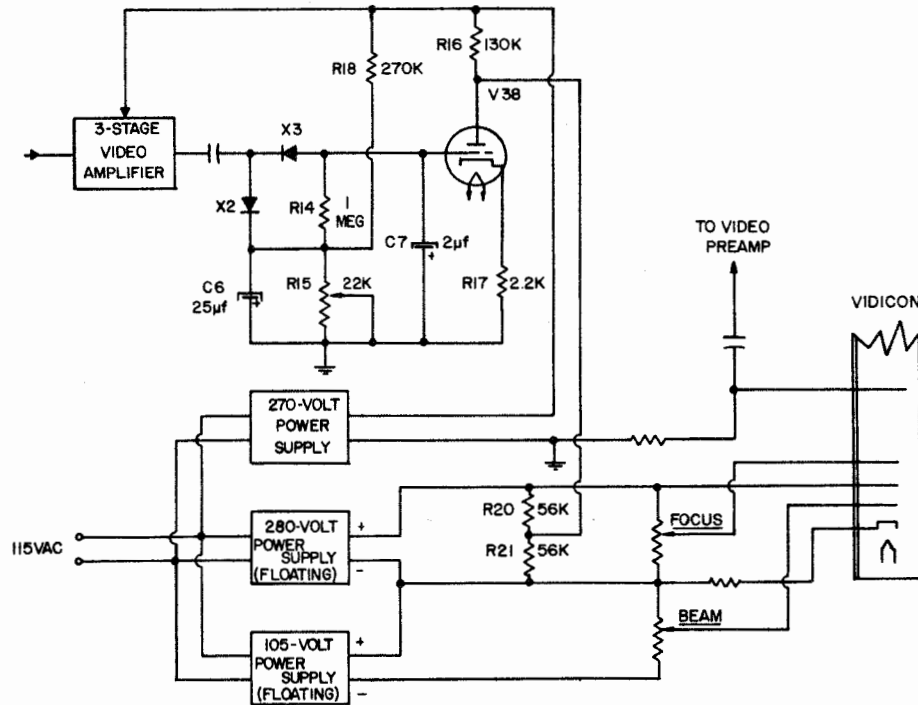 R16 130K
R18 270K
V38
3-STAGE
VIDEO
AMPLIFIER
X3
X2
R14 1
MEG
C7 2µf
R15 22K
C6
25µf
R17 2.2K
TO VIDEO
PREAMP
VIDICON
270-VOLT
POWER
SUPPLY
115VAC
280-VOLT
POWER
SUPPLY
(FLOATING)
+
−
R20 56K
R21 56K
FOCUS
BEAM
105-VOLT
POWER
SUPPLY
(FLOATING)
+
−
+
+